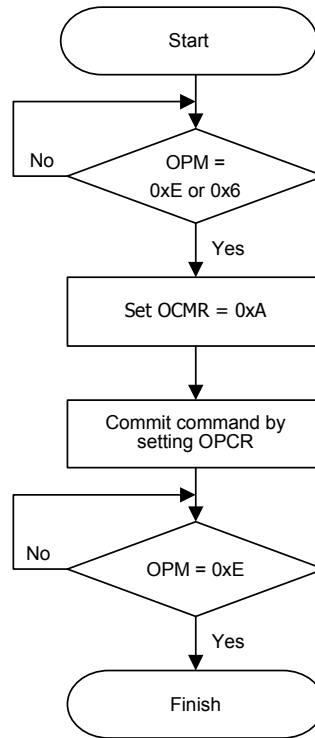 Start
No
OPM =
0xE or 0x6
Yes
Set OCMR = 0xA
Commit command by
setting OPCR
No
OPM = 0xE
Yes
Finish